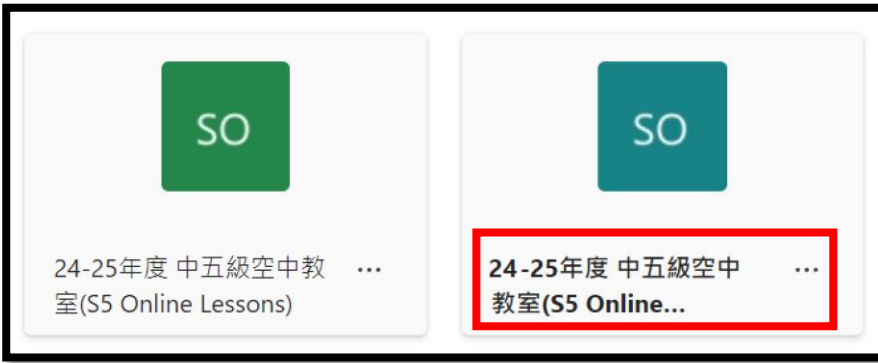 SO
24-25年度 中五級空中教
室(S5 Online Lessons)
...
SO
24-25年度 中五級空中
教室(S5 Online...
...